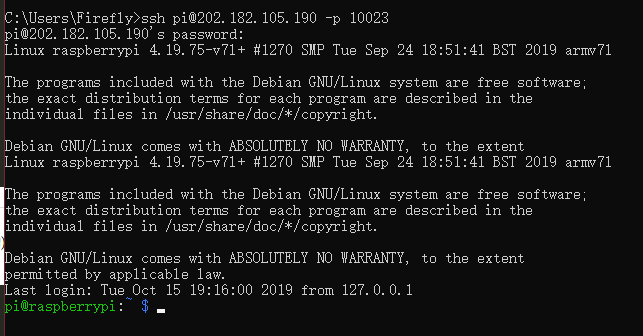 C:\Users\Firefly>ssh pi@202.182.105.190 -p 10023
pi@202.182.105.190's password:
Linux raspberrypi 4.19.75-v7l+ #1270 SMP Tue Sep 24 18:51:41 BST 2019 armv7l
The programs included with the Debian GNU/Linux system are free software;
the exact distribution terms for each program are described in the
individual files in /usr/share/doc/*/copyright.
Debian GNU/Linux comes with ABSOLUTELY NO WARRANTY, to the extent
Linux raspberrypi 4.19.75-v7l+ #1270 SMP Tue Sep 24 18:51:41 BST 2019 armv7l
The programs included with the Debian GNU/Linux system are free software;
the exact distribution terms for each program are described in the
individual files in /usr/share/doc/*/copyright.
Debian GNU/Linux comes with ABSOLUTELY NO WARRANTY, to the extent
permitted by applicable law.
Last login: Tue Oct 15 19:16:00 2019 from 127.0.0.1
pi@raspberrypi:~ $